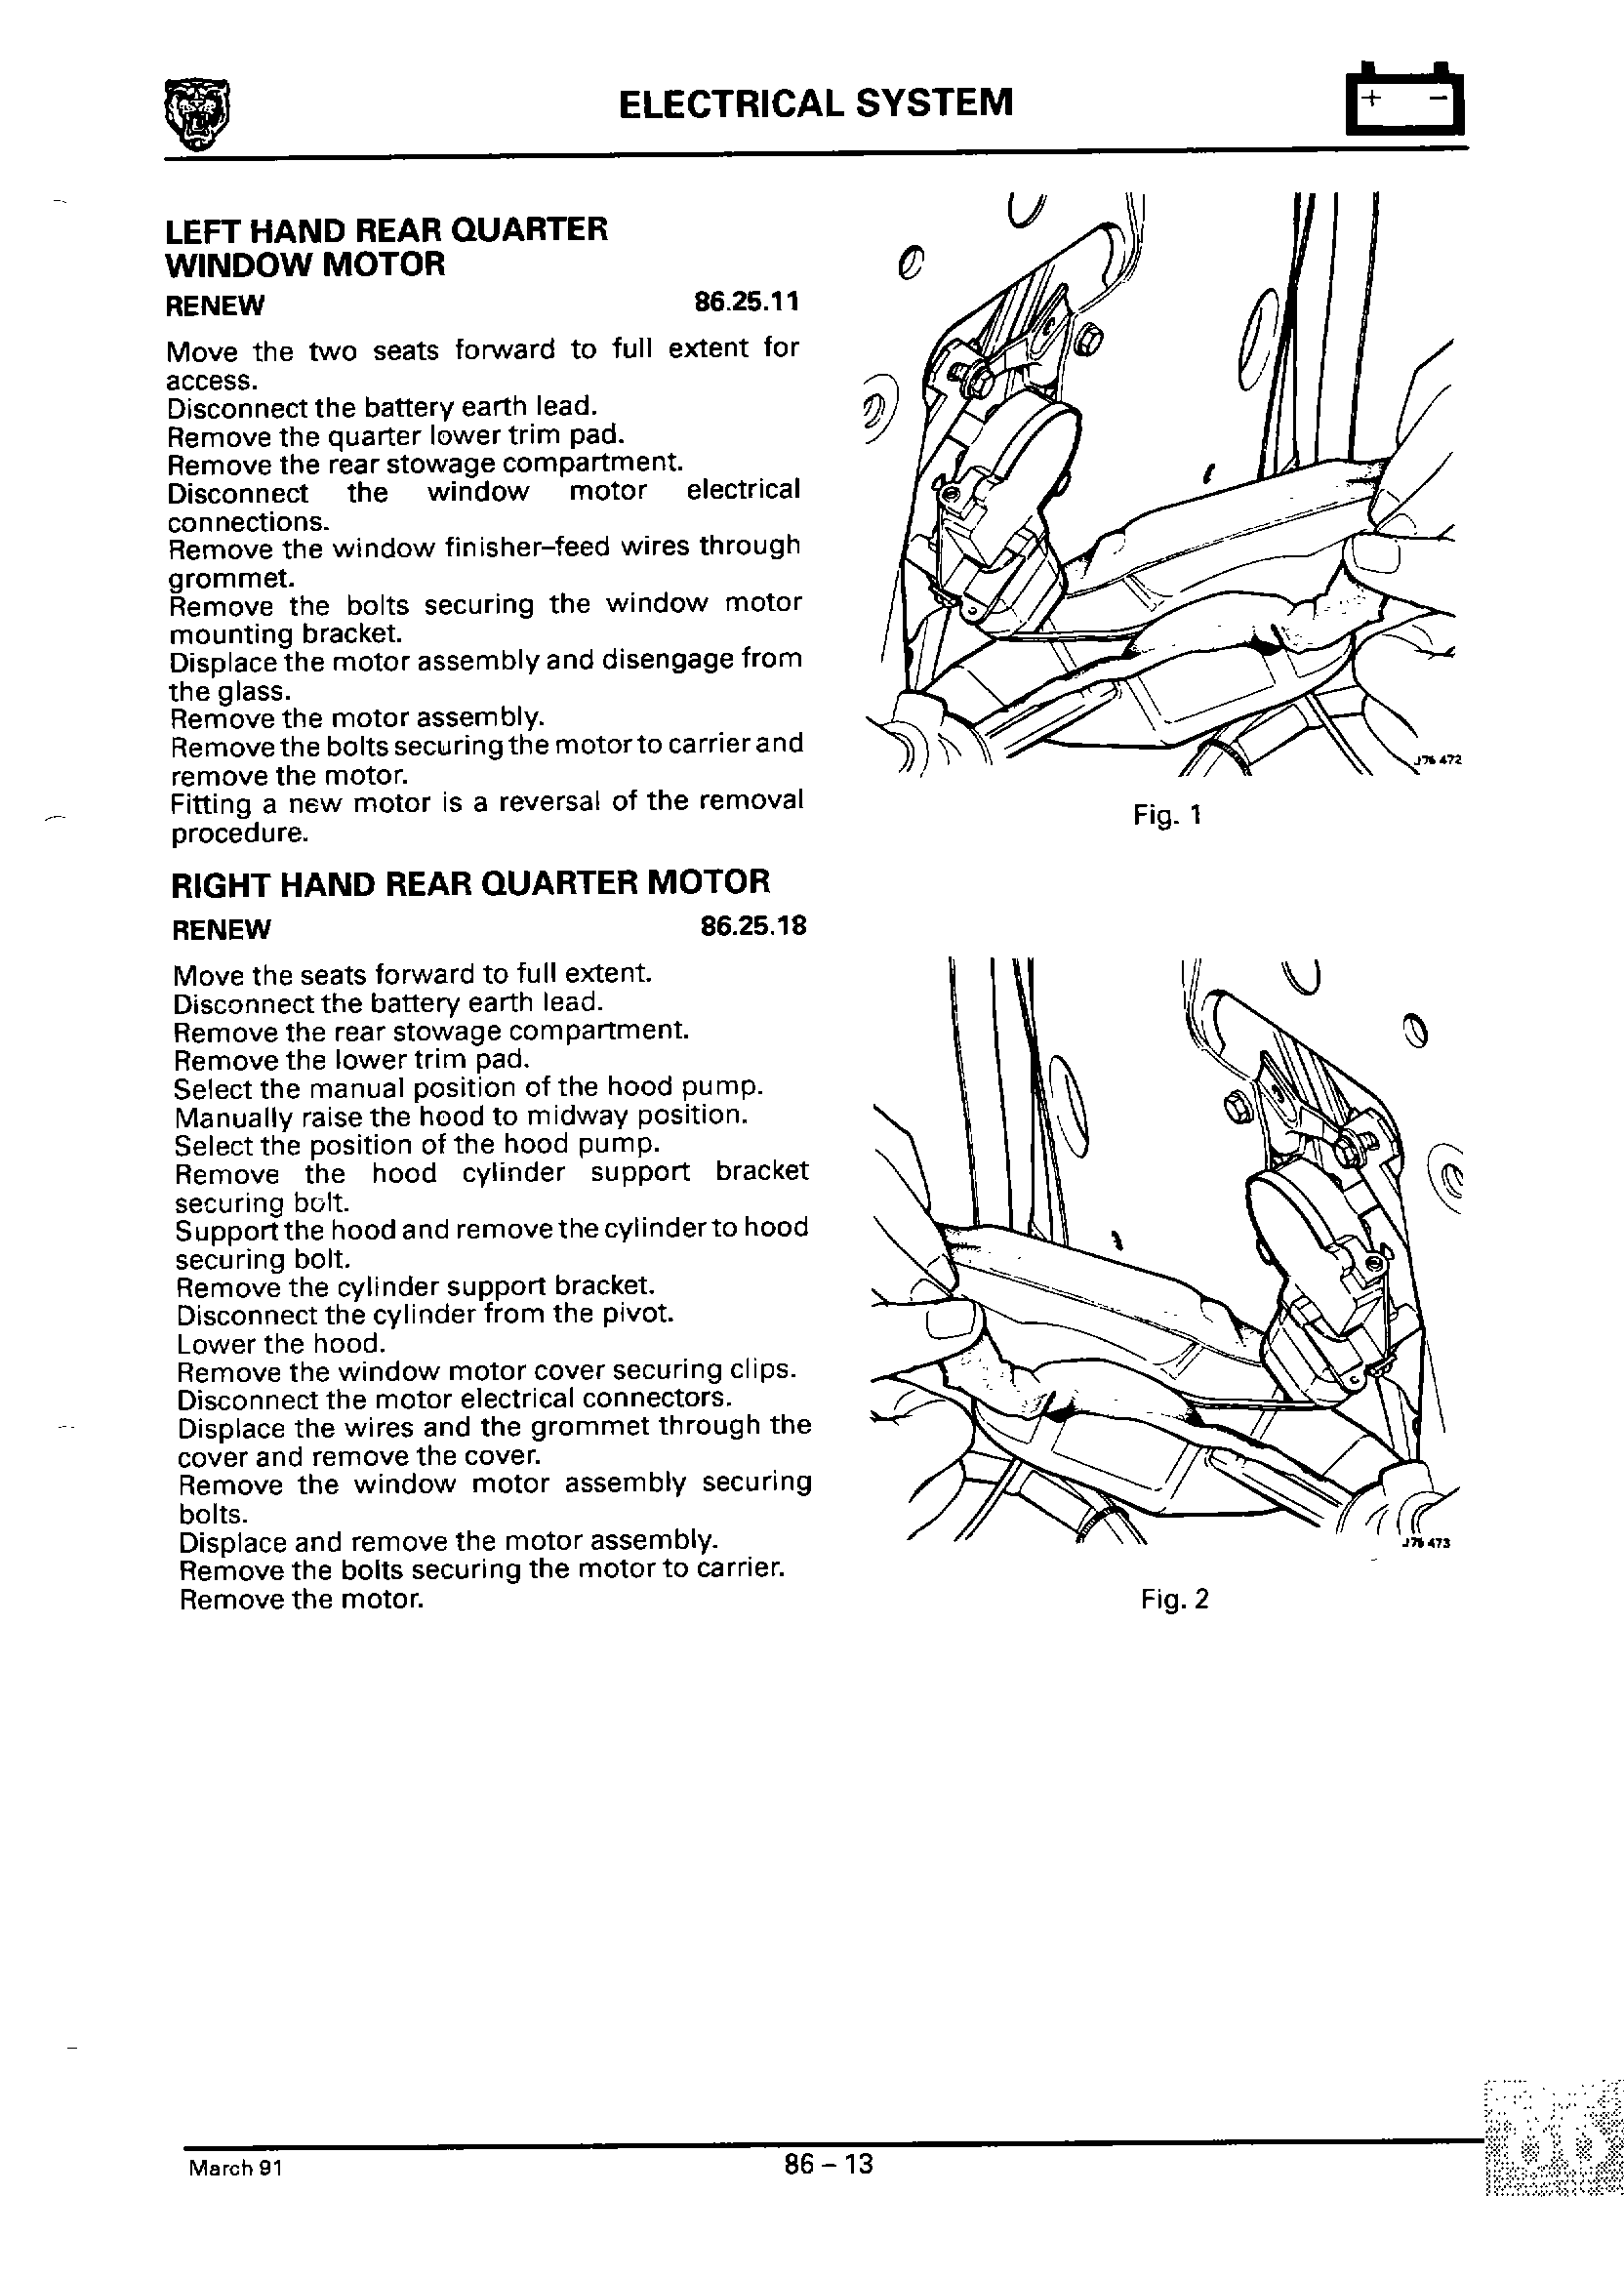 ELECTRICAL SYSTEM
+ –
LEFT HAND REAR QUARTER
WINDOW MOTOR
RENEW 86.25.11
Move the two seats forward to full extent for
access.
Disconnect the battery earth lead.
Remove the quarter lower trim pad.
Remove the rear stowage compartment.
Disconnect the window motor electrical
connections.
Remove the window finisher–feed wires through
grommet.
Remove the bolts securing the window motor
mounting bracket.
Displace the motor assembly and disengage from
the glass.
Remove the motor assembly.
Remove the bolts securing the motor to carrier and
remove the motor.
Fitting a new motor is a reversal of the removal
procedure.
J76 472
Fig. 1
RIGHT HAND REAR QUARTER MOTOR
RENEW 86.25.18
Move the seats forward to full extent.
Disconnect the battery earth lead.
Remove the rear stowage compartment.
Remove the lower trim pad.
Select the manual position of the hood pump.
Manually raise the hood to midway position.
Select the position of the hood pump.
Remove the hood cylinder support bracket
securing bolt.
Support the hood and remove the cylinder to hood
securing bolt.
Remove the cylinder support bracket.
Disconnect the cylinder from the pivot.
Lower the hood.
Remove the window motor cover securing clips.
Disconnect the motor electrical connectors.
Displace the wires and the grommet through the
cover and remove the cover.
Remove the window motor assembly securing
bolts.
Displace and remove the motor assembly.
Remove the bolts securing the motor to carrier.
Remove the motor.
J76 473
Fig. 2
March 91
86 – 13